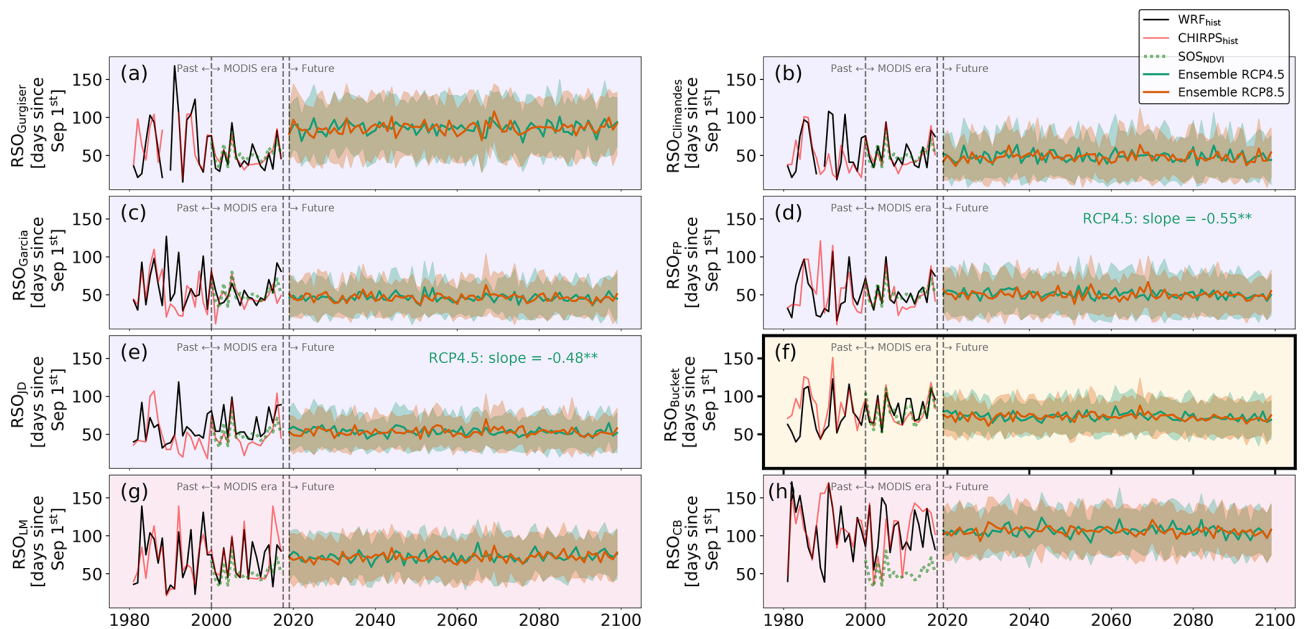 WRFhist
CHIRPShist
SOSNDVI
Ensemble RCP4.5
Ensemble RCP8.5
(a)
Past ←
→ MODIS era
→ Future
RSOGurgiser
[days since
Sep 1st]
150
100
50
(b)
Past ←
→ MODIS era
→ Future
RSOClimandes
[days since
Sep 1st]
150
100
50
(c)
Past ←
→ MODIS era
→ Future
RSOGarcia
[days since
Sep 1st]
150
100
50
(d)
Past ←
→ MODIS era
→ Future
RCP4.5: slope = -0.55**
RSOFP
[days since
Sep 1st]
150
100
50
(e)
Past ←
→ MODIS era
→ Future
RCP4.5: slope = -0.48**
RSOJD
[days since
Sep 1st]
150
100
50
(f)
Past ←
→ MODIS era
→ Future
RSOBucket
[days since
Sep 1st]
150
100
50
(g)
Past ←
→ MODIS era
→ Future
RSOLM
[days since
Sep 1st]
150
100
50
1980 2000 2020 2040 2060 2080 2100
(h)
Past ←
→ MODIS era
→ Future
RSOCB
[days since
Sep 1st]
150
100
50
1980 2000 2020 2040 2060 2080 2100